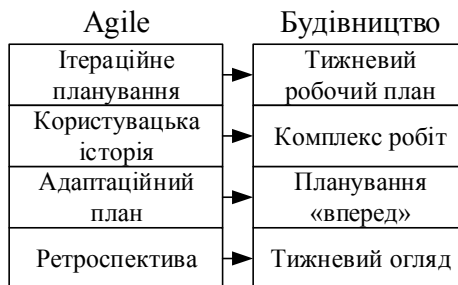 Agile Будівництво
Ітераційне Тижневий
планування робочий план
Користувацька
історія Комплекс робіт
Адаптаційний Планування
план «вперед»
Ретроспектива Тижневий огляд